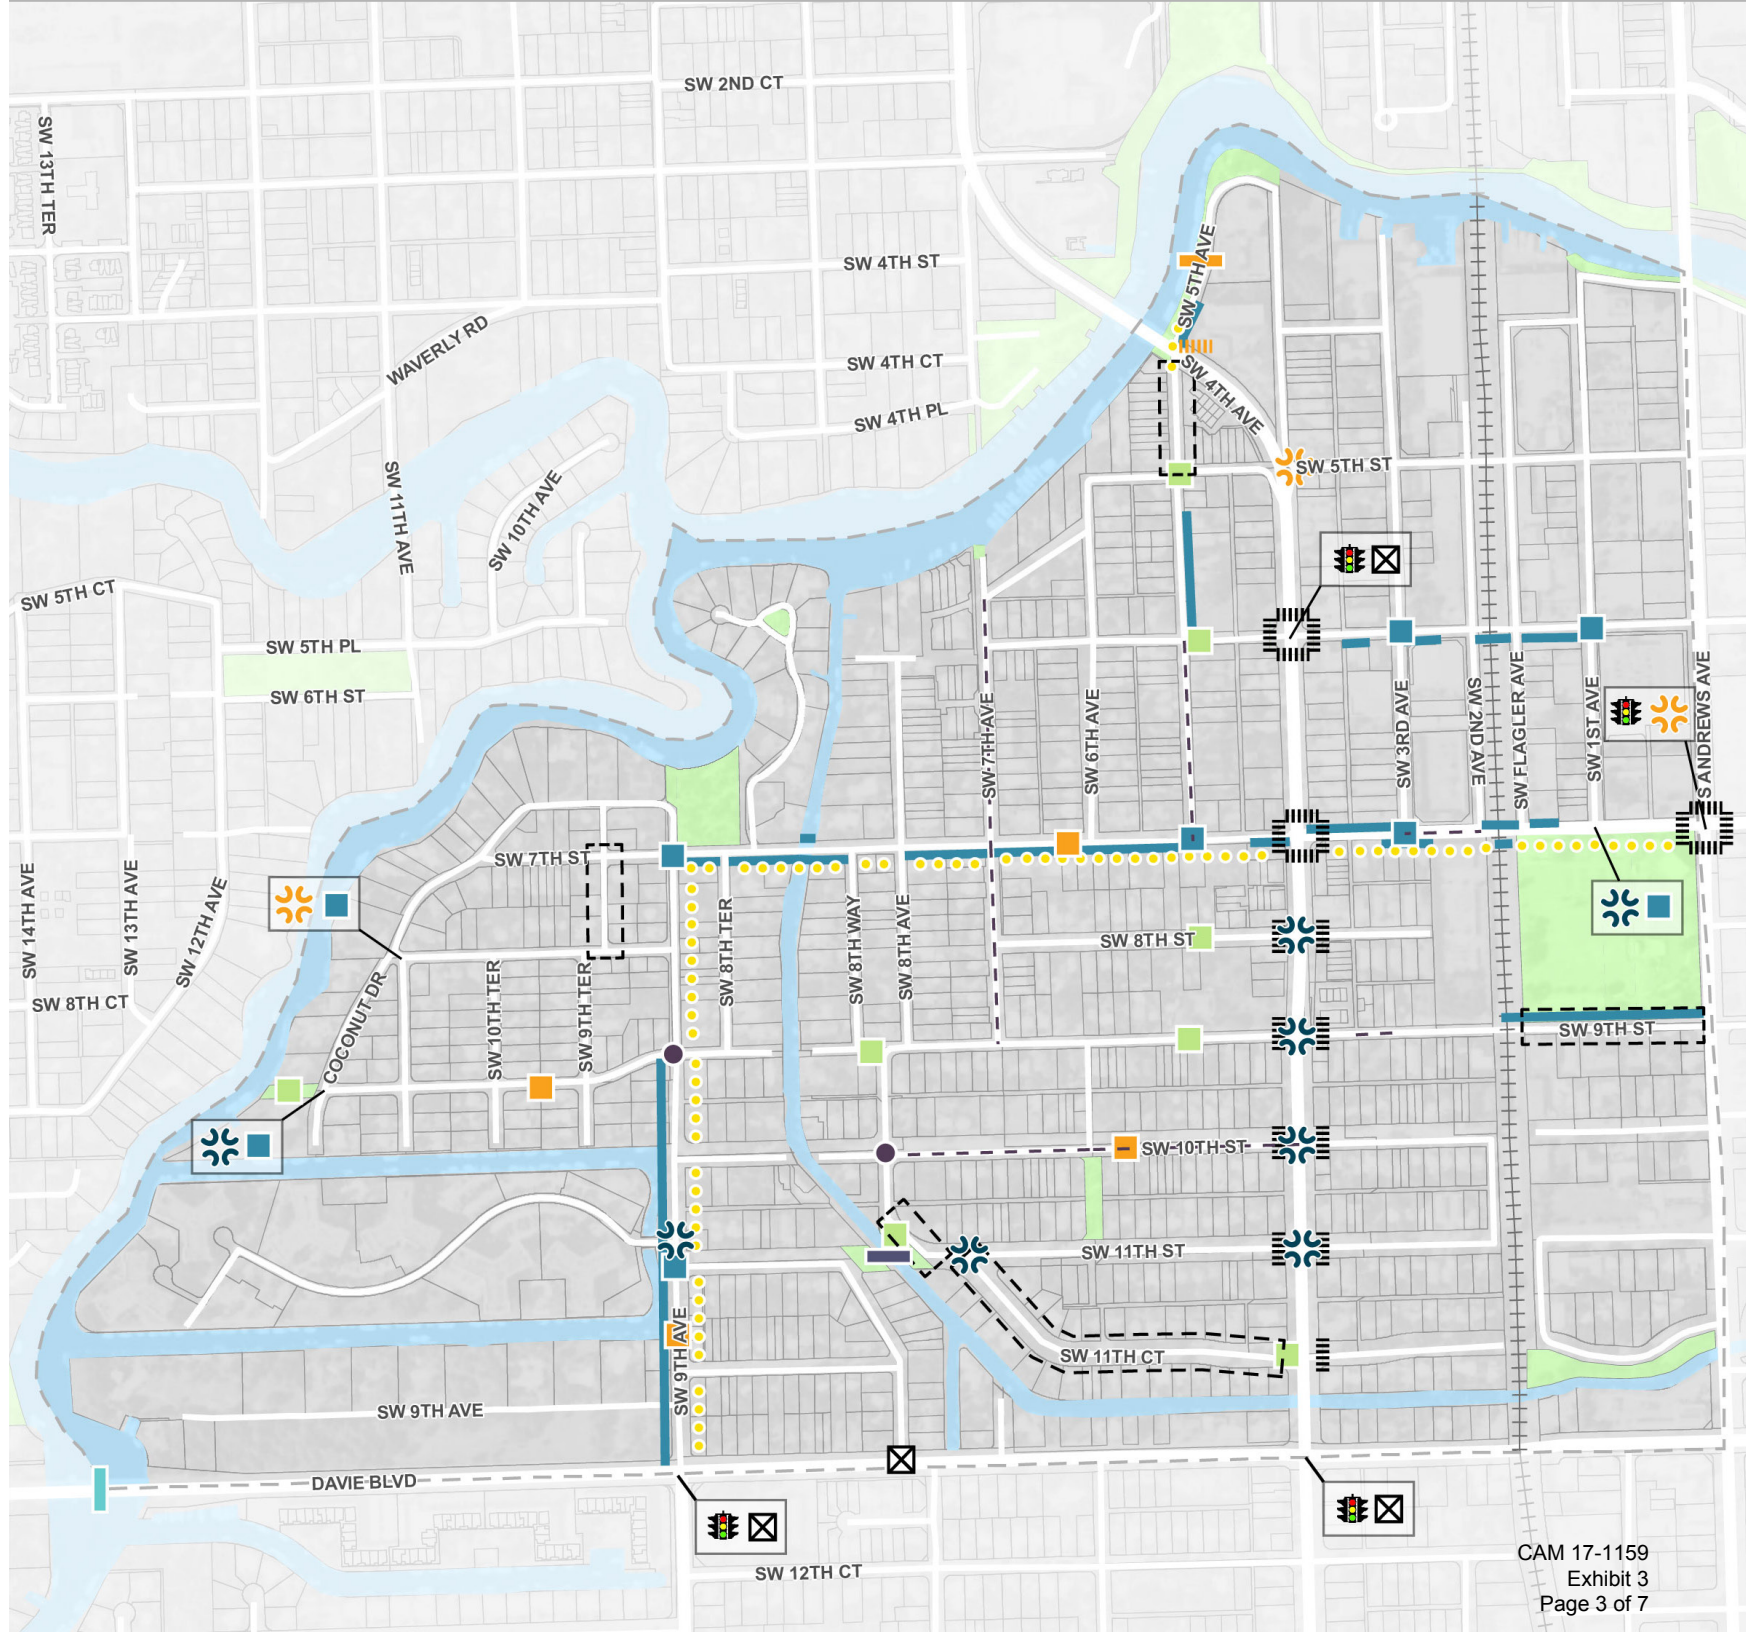 SW 2ND CT
SW 13TH TER
SW 5TH AVE
SW 4TH ST
WAVERLY RD
SW 4TH CT
SW 4TH AVE
SW 4TH PL
SW 5TH ST
SW 11TH AVE
SW 10TH AVE
SW 5TH CT
SW 5TH PL
SW 6TH ST
SW 7TH AVE
SW 6TH AVE
SW 3RD AVE
SW 2ND AVE
SW FLAGLER AVE
SW 1ST AVE
S ANDREWS AVE
SW 7TH ST
SW 14TH AVE
SW 13TH AVE
SW 12TH AVE
SW 8TH TER
SW 8TH WAY
SW 8TH AVE
SW 8TH ST
SW 8TH CT
COCONUT DR
SW 10TH TER
SW 9TH TER
SW 9TH ST
SW 10TH ST
SW 11TH ST
SW 9TH AVE
SW 11TH CT
SW 9TH AVE
DAVIE BLVD
SW 12TH CT
CAM 17-1159
Exhibit 3
Page 3 of 7